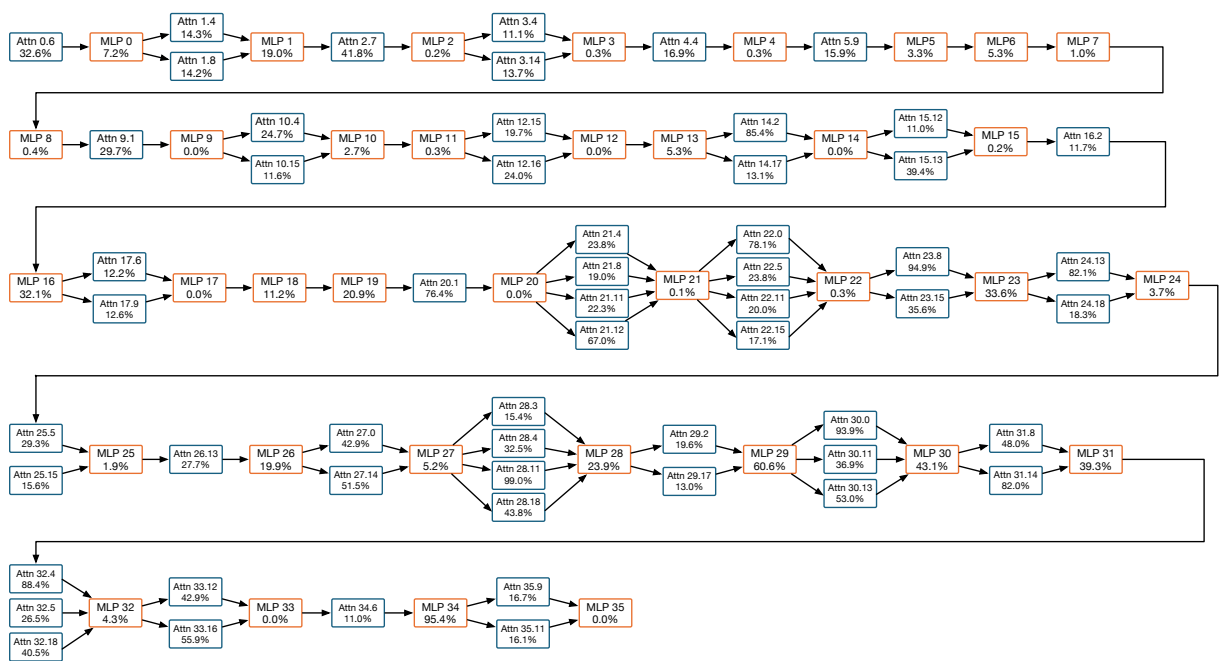 Attn 0.6
32.6%
MLP 0
7.2%
Attn 1.4
14.3%
Attn 1.8
14.2%
MLP 1
19.0%
Attn 2.7
41.8%
MLP 2
0.2%
Attn 3.4
11.1%
Attn 3.14
13.7%
MLP 3
0.3%
Attn 4.4
16.9%
MLP 4
0.3%
Attn 5.9
15.9%
MLP5
3.3%
MLP6
5.3%
MLP 7
1.0%
MLP 8
0.4%
Attn 9.1
29.7%
MLP 9
0.0%
Attn 10.4
24.7%
Attn 10.15
11.6%
MLP 10
2.7%
MLP 11
0.3%
Attn 12.15
19.7%
Attn 12.16
24.0%
MLP 12
0.0%
MLP 13
5.3%
Attn 14.2
85.4%
Attn 14.17
13.1%
MLP 14
0.0%
Attn 15.12
11.0%
Attn 15.13
39.4%
MLP 15
0.2%
Attn 16.2
11.7%
MLP 16
32.1%
Attn 17.6
12.2%
Attn 17.9
12.6%
MLP 17
0.0%
MLP 18
11.2%
MLP 19
20.9%
Attn 20.1
76.4%
MLP 20
0.0%
Attn 21.4
23.8%
Attn 21.8
19.0%
Attn 21.11
22.3%
Attn 21.12
67.0%
MLP 21
0.1%
Attn 22.0
78.1%
Attn 22.5
23.8%
Attn 22.11
20.0%
Attn 22.15
17.1%
MLP 22
0.3%
Attn 23.8
94.9%
Attn 23.15
35.6%
MLP 23
33.6%
Attn 24.13
82.1%
Attn 24.18
18.3%
MLP 24
3.7%
Attn 25.5
29.3%
Attn 25.15
15.6%
MLP 25
1.9%
Attn 26.13
27.7%
MLP 26
19.9%
Attn 27.0
42.9%
Attn 27.14
51.5%
MLP 27
5.2%
Attn 28.3
15.4%
Attn 28.4
32.5%
Attn 28.11
99.0%
Attn 28.18
43.8%
MLP 28
23.9%
Attn 29.2
19.6%
Attn 29.17
13.0%
MLP 29
60.6%
Attn 30.0
93.9%
Attn 30.11
36.9%
Attn 30.13
53.0%
MLP 30
43.1%
Attn 31.8
48.0%
Attn 31.14
82.0%
MLP 31
39.3%
Attn 32.4
88.4%
Attn 32.5
26.5%
Attn 32.18
40.5%
MLP 32
4.3%
Attn 33.12
42.9%
Attn 33.16
55.9%
MLP 33
0.0%
Attn 34.6
11.0%
MLP 34
95.4%
Attn 35.9
16.7%
Attn 35.11
16.1%
MLP 35
0.0%